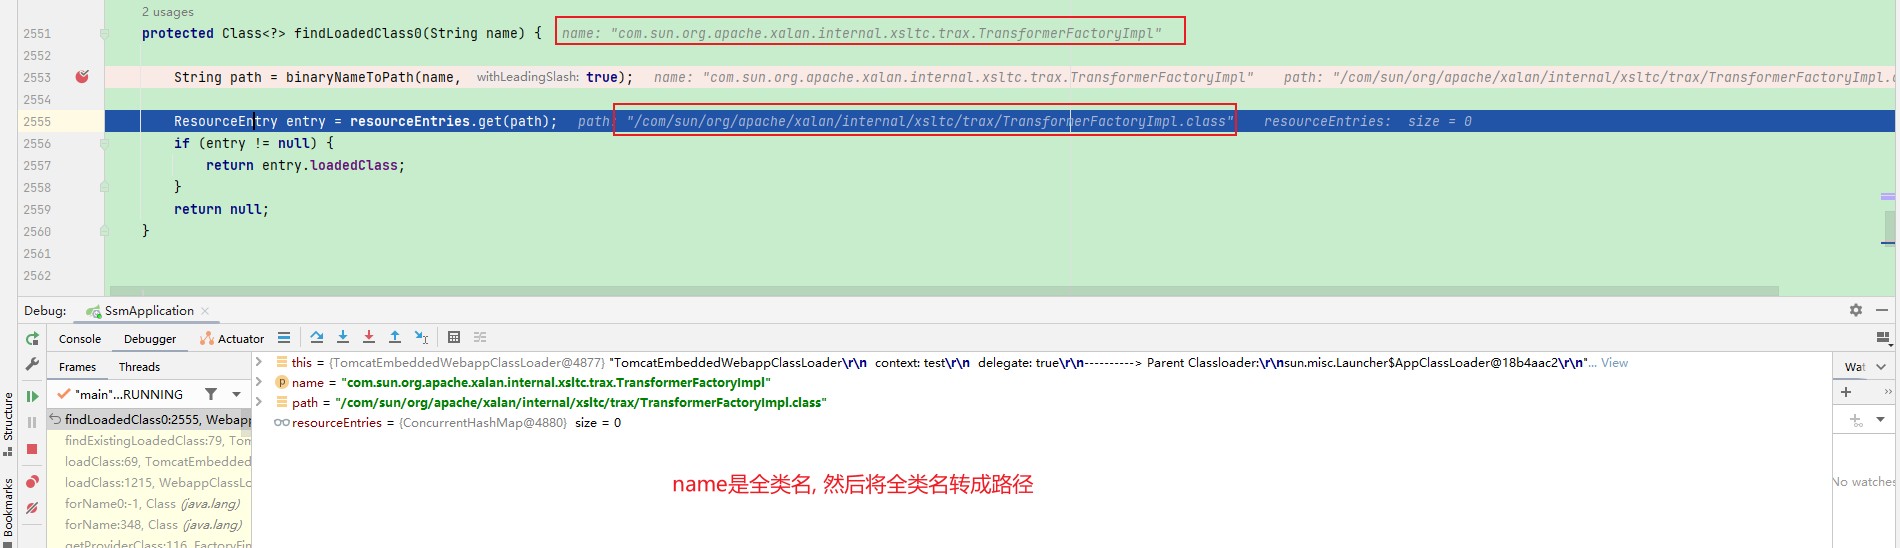 2 usages
2551 protected Class<?> findLoadedClass0(String name) { name: "com.sun.org.apache.xalan.internal.xsltc.trax.TransformerFactoryImpl"
2552
2553 String path = binaryNameToPath(name, withLeadingSlash: true); name: "com.sun.org.apache.xalan.internal.xsltc.trax.TransformerFactoryImpl" path: "/com/sun/org/apache/xalan/internal/xsltc/trax/TransformerFactoryImpl.c
2554
2555 ResourceEntry entry = resourceEntries.get(path); path: "/com/sun/org/apache/xalan/internal/xsltc/trax/TransformerFactoryImpl.class" resourceEntries: size = 0
2556 if (entry != null) {
2557 return entry.loadedClass;
2558 }
2559 return null;
2560 }
2561
2562
Debug: SsmApplication
Console Debugger Actuator
Frames Threads
"main"...RUNNING
findLoadedClass0:2555, Webapp
findExistingLoadedClass:79, Tom
loadClass:69, TomcatEmbedded
loadClass:1215, WebappClassLo
forName0:-1, Class (java.lang)
forName:348, Class (java.lang)
getProviderClass:116, FactoryFin
this = {TomcatEmbeddedWebappClassLoader@4877} "TomcatEmbeddedWebappClassLoader\r\n context: test\r\n delegate: true\r\n----------> Parent Classloader:\r\nsun.misc.Launcher$AppClassLoader@18b4aac2\r\n"... View
name = "com.sun.org.apache.xalan.internal.xsltc.trax.TransformerFactoryImpl"
path = "/com/sun/org/apache/xalan/internal/xsltc/trax/TransformerFactoryImpl.class"
resourceEntries = {ConcurrentHashMap@4880} size = 0
name是全类名, 然后将全类名转成路径
Wat
No watches
Structure
Bookmarks